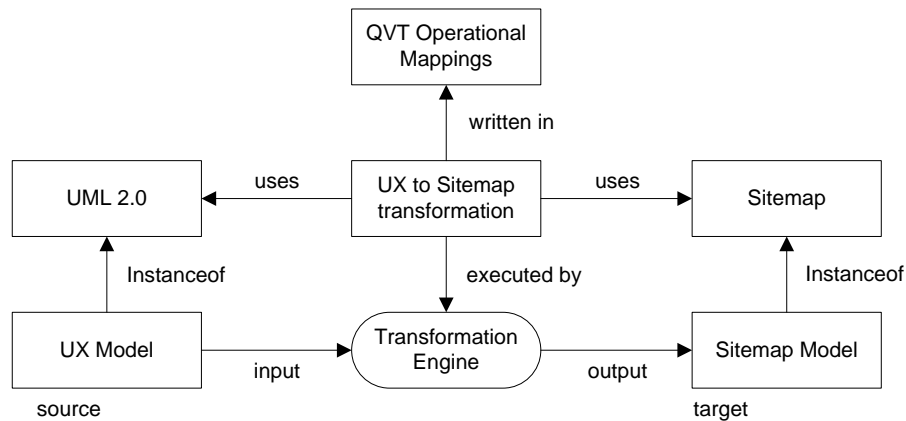 QVT Operational
Mappings
written in
UML 2.0
uses
UX to Sitemap
transformation
uses
Sitemap
Instanceof
executed by
Instanceof
UX Model
input
Transformation
Engine
output
Sitemap Model
source
target